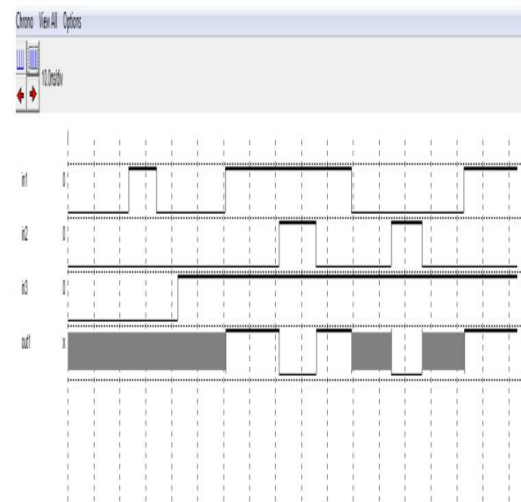 Chrono View All Options
10.0ns/div
in1 0
in2 0
in3 0
out1 x